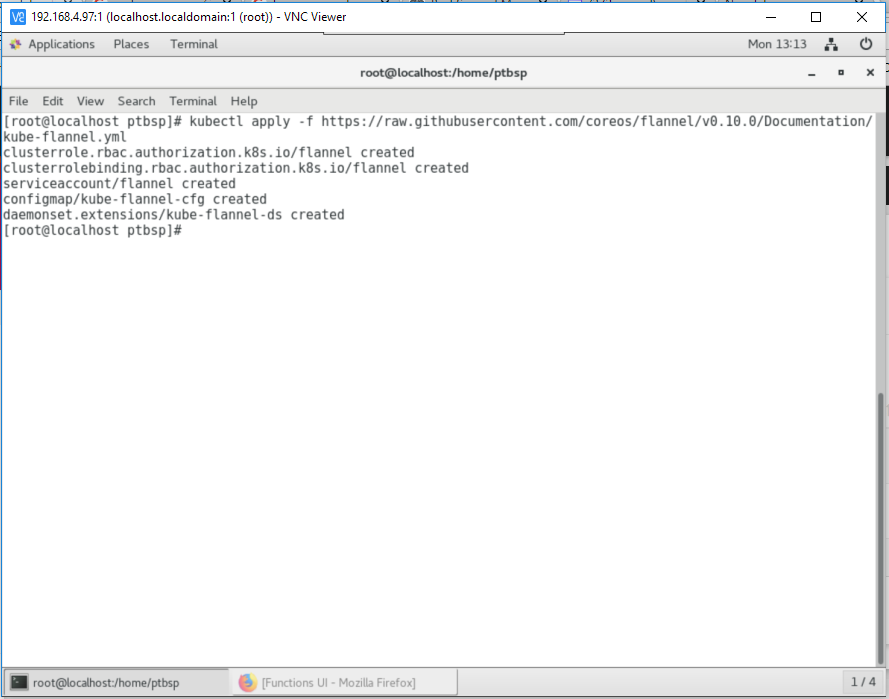 VS 192.168.4.97:1 (localhost.localdomain:1 (root)) - VNC Viewer
Applications Places Terminal Mon 13:13
root@localhost:/home/ptbsp
File Edit View Search Terminal Help
[root@localhost ptbsp]# kubectl apply -f https://raw.githubusercontent.com/coreos/flannel/v0.10.0/Documentation/
kube-flannel.yml
clusterrole.rbac.authorization.k8s.io/flannel created
clusterrolebinding.rbac.authorization.k8s.io/flannel created
serviceaccount/flannel created
configmap/kube-flannel-cfg created
daemonset.extensions/kube-flannel-ds created
[root@localhost ptbsp]#
root@localhost:/home/ptbsp [Functions UI - Mozilla Firefox] 1 / 4